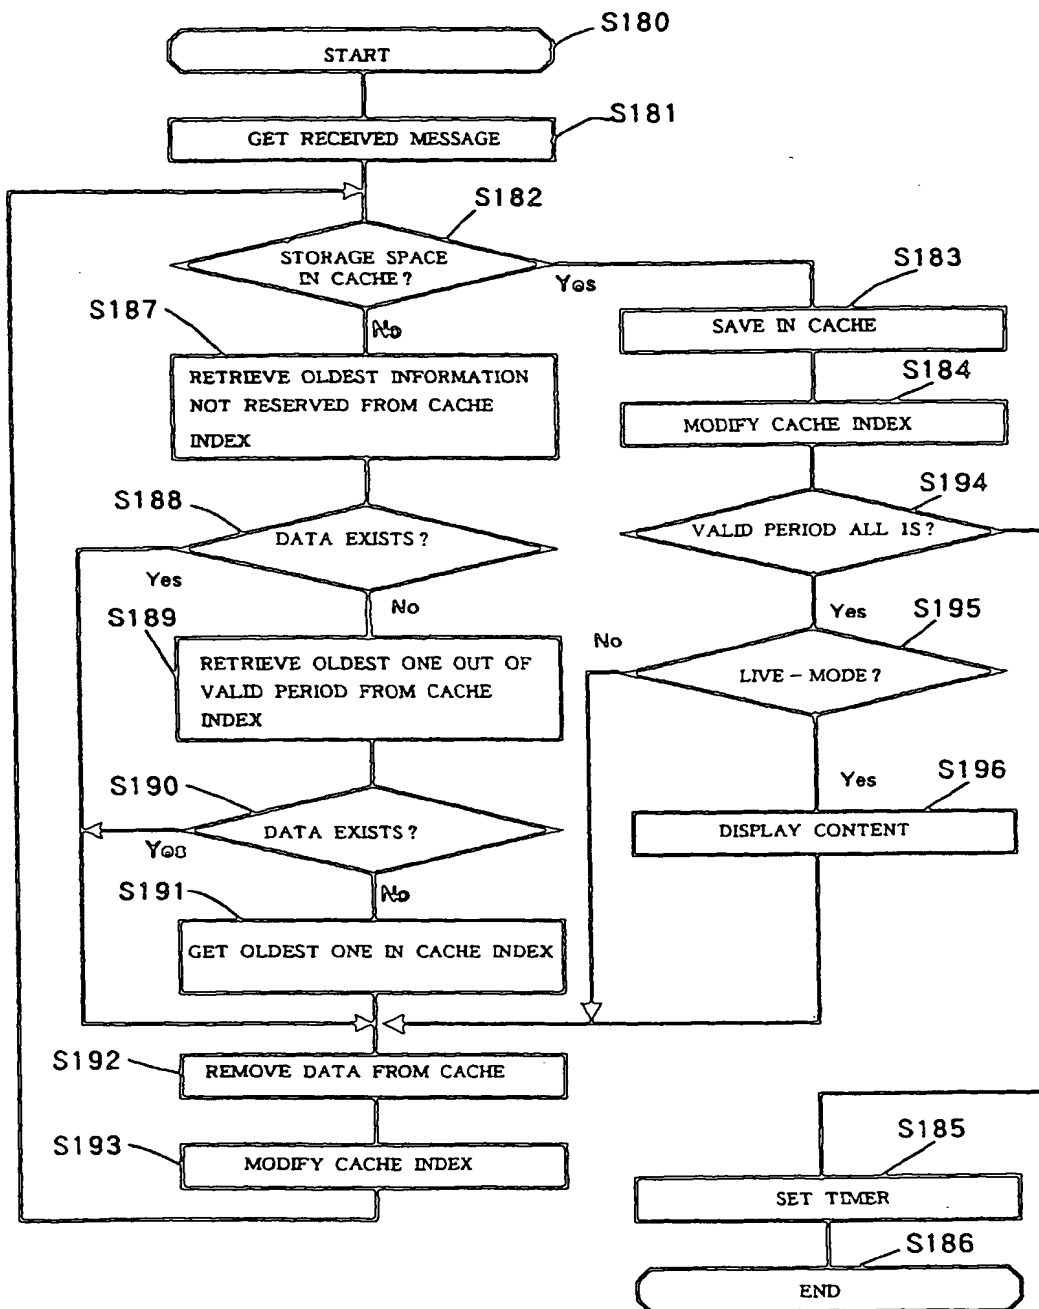 S180
START
S181
GET RECEIVED MESSAGE
S182
STORAGE SPACE
IN CACHE?
Yes
No
S183
SAVE IN CACHE
S184
MODIFY CACHE INDEX
S187
RETRIEVE OLDEST INFORMATION
NOT RESERVED FROM CACHE
INDEX
S188
DATA EXISTS?
Yes
No
S194
VALID PERIOD ALL 1S?
Yes
S189
RETRIEVE OLDEST ONE OUT OF
VALID PERIOD FROM CACHE
INDEX
S195
No
LIVE-MODE?
Yes
S190
DATA EXISTS?
Yes
No
S196
DISPLAY CONTENT
S191
GET OLDEST ONE IN CACHE INDEX
S192
REMOVE DATA FROM CACHE
S193
MODIFY CACHE INDEX
S185
SET TIMER
S186
END